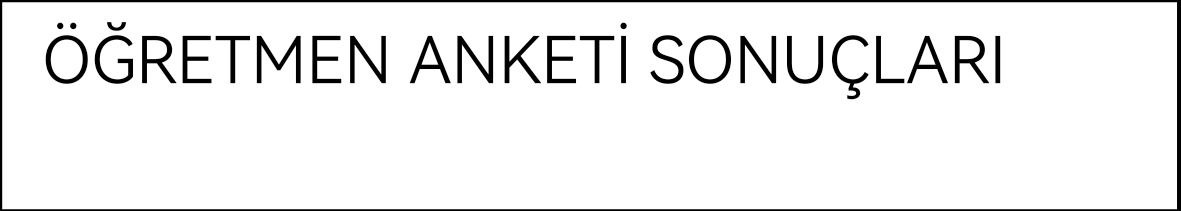 ÖĞRETMEN ANKETİ SONUÇLARI